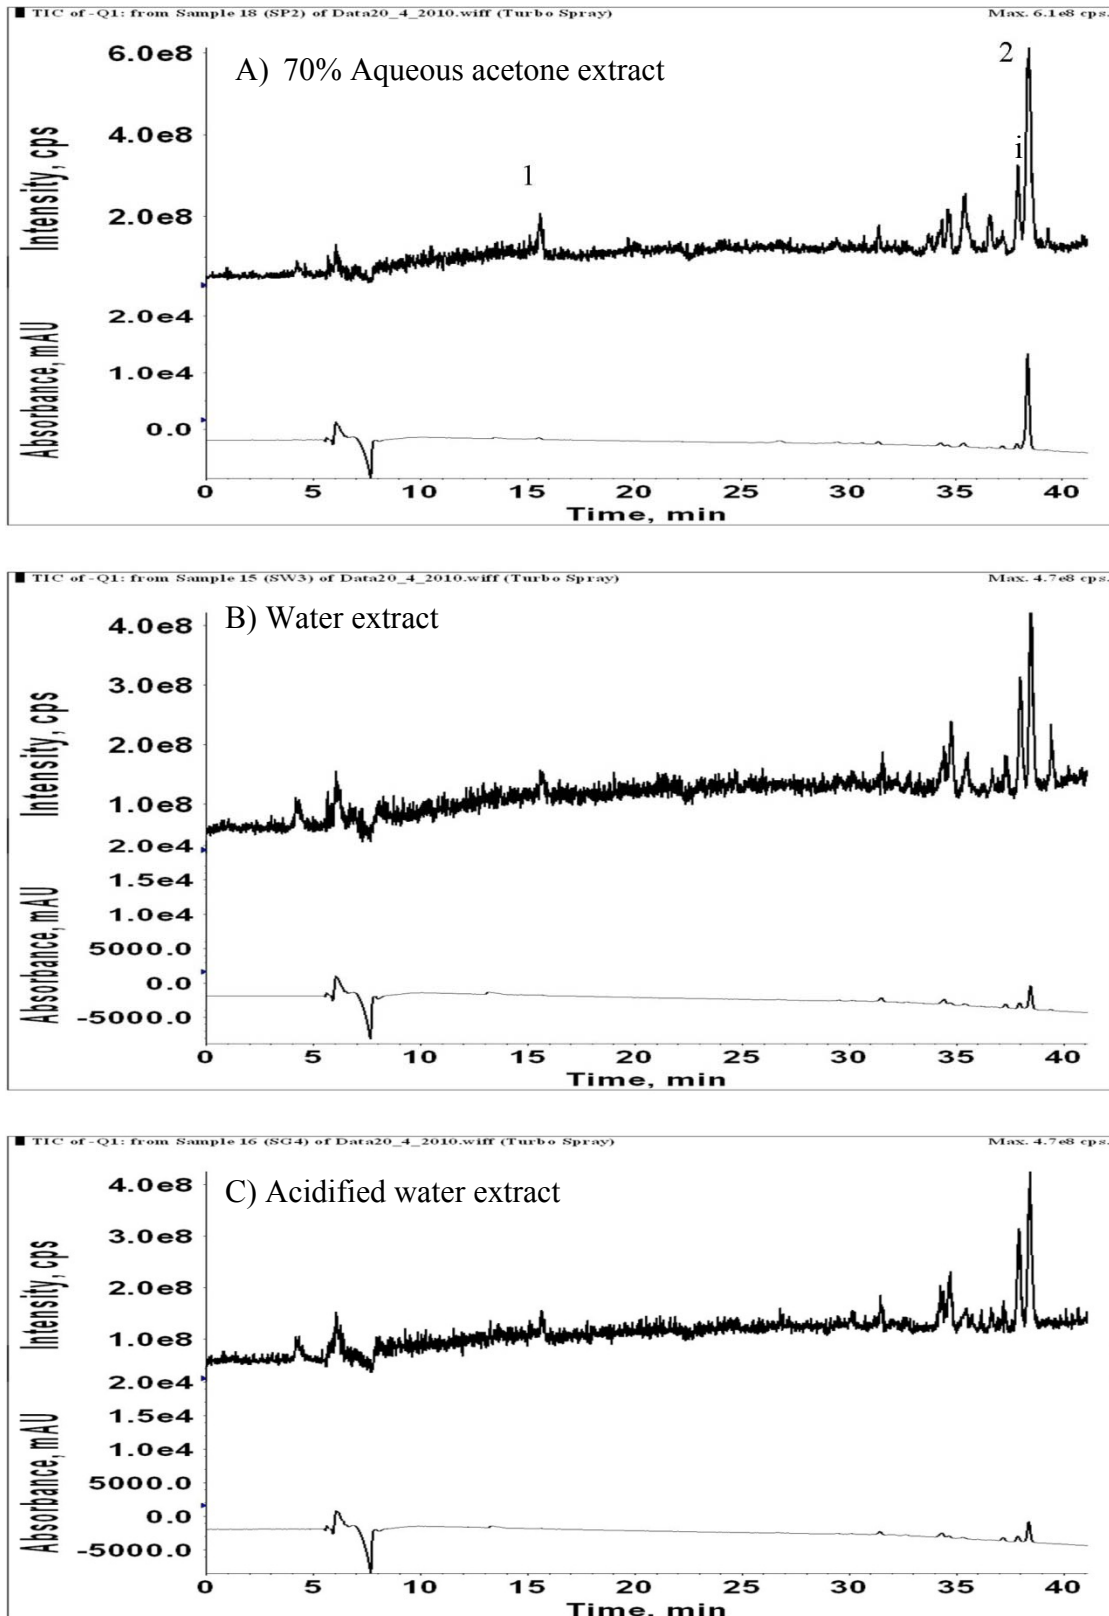 TIC of -Q1: from Sample 18 (SP2) of Data20_4_2010.wiff (Turbo Spray) Max. 6.1e8 cps.
A) 70% Aqueous acetone extract
Intensity, cps
6.0e8
4.0e8
2.0e8
1
2
i
Absorbance, mAU
2.0e4
1.0e4
0.0
0 5 10 15 20 25 30 35 40
Time, min
TIC of -Q1: from Sample 15 (SW3) of Data20_4_2010.wiff (Turbo Spray) Max. 4.7e8 cps.
B) Water extract
Intensity, cps
4.0e8
3.0e8
2.0e8
1.0e8
Absorbance, mAU
2.0e4
1.5e4
1.0e4
5000.0
0.0
-5000.0
0 5 10 15 20 25 30 35 40
Time, min
TIC of -Q1: from Sample 16 (SG4) of Data20_4_2010.wiff (Turbo Spray) Max. 4.7e8 cps.
C) Acidified water extract
Intensity, cps
4.0e8
3.0e8
2.0e8
1.0e8
Absorbance, mAU
2.0e4
1.5e4
1.0e4
5000.0
0.0
-5000.0
0 5 10 15 20 25 30 35 40
Time, min